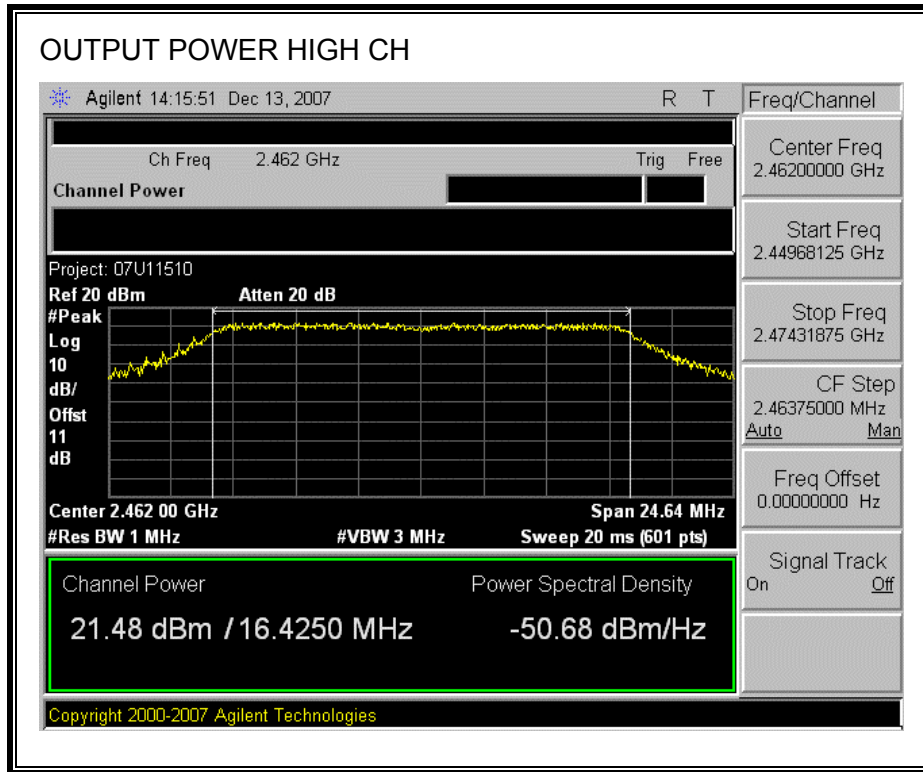 OUTPUT POWER HIGH CH
Agilent 14:15:51 Dec 13, 2007 R T
Freq/Channel
Ch Freq 2.462 GHz Trig Free
Channel Power
Center Freq
2.46200000 GHz
Start Freq
2.44968125 GHz
Stop Freq
2.47431875 GHz
CF Step
2.46375000 MHz
Auto Man
Freq Offset
0.00000000 Hz
Signal Track
On Off
Project: 07U11510
Ref 20 dBm Atten 20 dB
#Peak
Log
10
dB/
Offst
11
dB
Center 2.462 00 GHz Span 24.64 MHz
#Res BW 1 MHz #VBW 3 MHz Sweep 20 ms (601 pts)
Channel Power Power Spectral Density
21.48 dBm / 16.4250 MHz -50.68 dBm/Hz
Copyright 2000-2007 Agilent Technologies